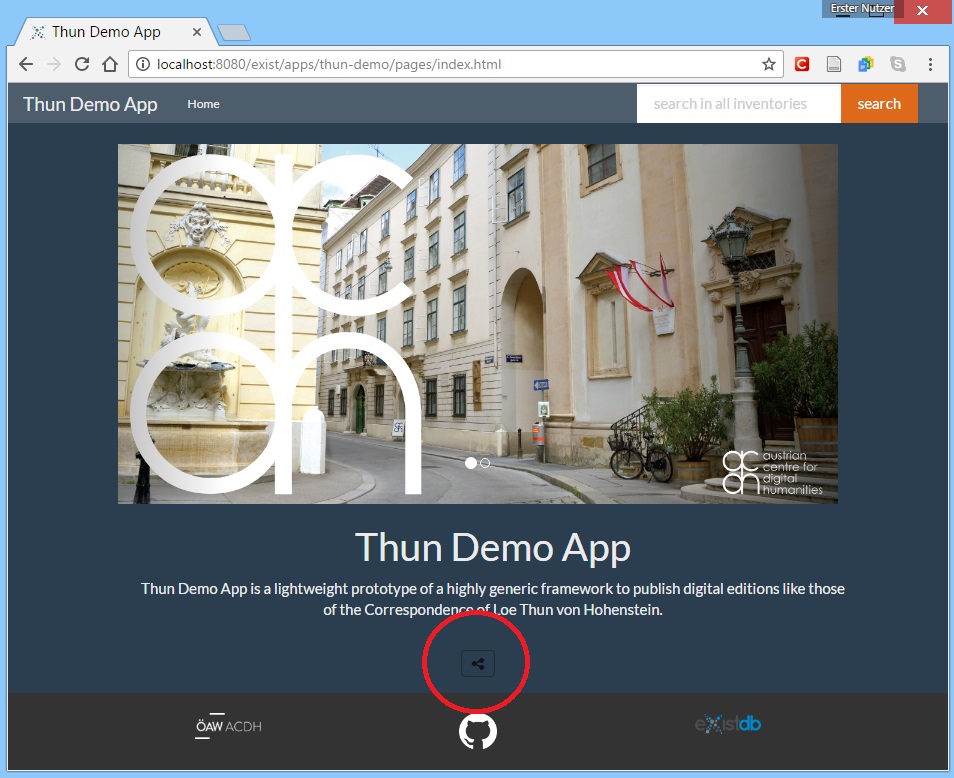 Erster Nutzer
Thun Demo App
localhost:8080/exist/apps/thun-demo/pages/index.html
Thun Demo App
Home
search in all inventories
search
acdh
acdh
austrian
centre for
digital
humanities
Thun Demo App
Thun Demo App is a lightweight prototype of a highly generic framework to publish digital editions like those
of the Correspondence of Loe Thun von Hohenstein.
ÖAW ACDH
eXistdb